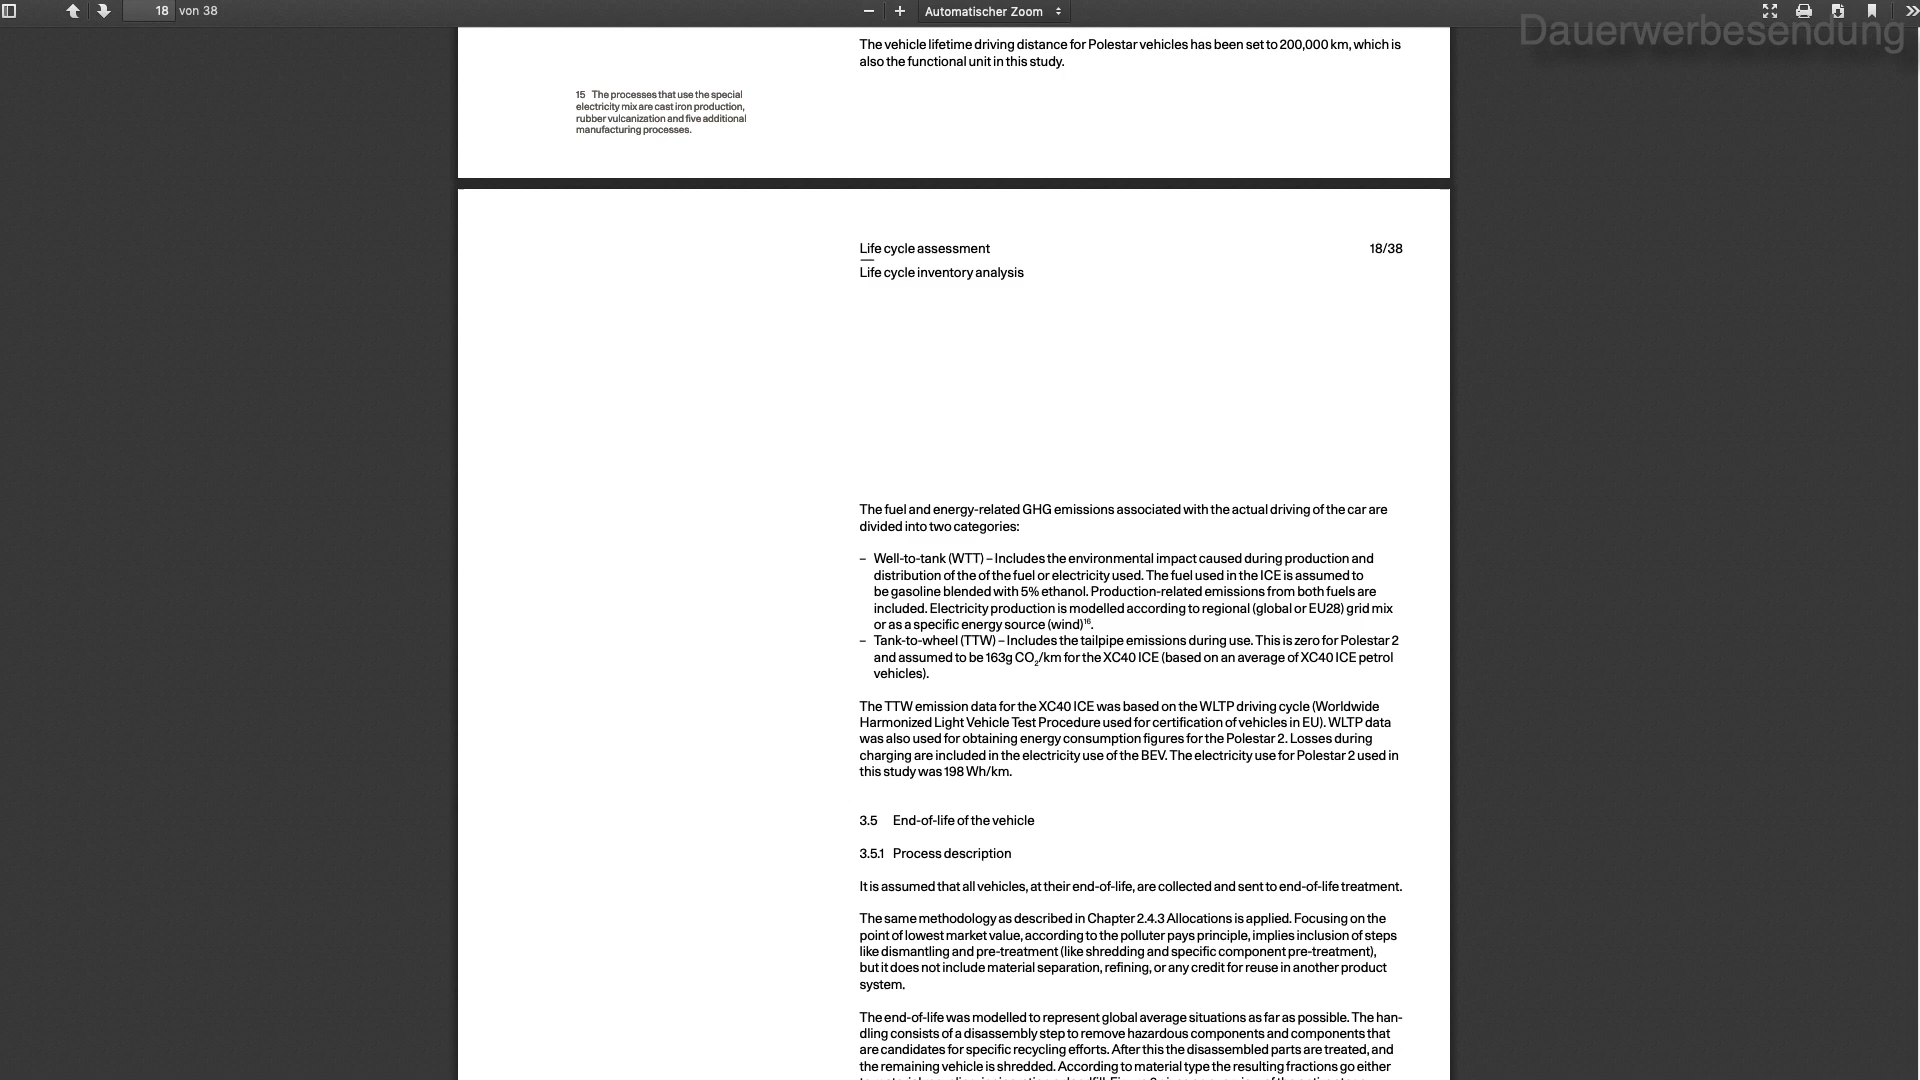 18 von 38
Automatischer Zoom
Dauerwerbesendung
The vehicle lifetime driving distance for Polestar vehicles has been set to 200,000 km, which is
also the functional unit in this study.
15 The processes that use the special
electricity mix are cast iron production,
rubber vulcanization and five additional
manufacturing processes.
Life cycle assessment
18/38
Life cycle inventory analysis
The fuel and energy-related GHG emissions associated with the actual driving of the car are
divided into two categories:
– Well-to-tank (WTT) – Includes the environmental impact caused during production and
distribution of the of the fuel or electricity used. The fuel used in the ICE is assumed to
be gasoline blended with 5% ethanol. Production-related emissions from both fuels are
included. Electricity production is modelled according to regional (global or EU28) grid mix
or as a specific energy source (wind)¹⁶.
– Tank-to-wheel (TTW) – Includes the tailpipe emissions during use. This is zero for Polestar 2
and assumed to be 163g CO₂/km for the XC40 ICE (based on an average of XC40 ICE petrol
vehicles).
The TTW emission data for the XC40 ICE was based on the WLTP driving cycle (Worldwide
Harmonized Light Vehicle Test Procedure used for certification of vehicles in EU). WLTP data
was also used for obtaining energy consumption figures for the Polestar 2. Losses during
charging are included in the electricity use of the BEV. The electricity use for Polestar 2 used in
this study was 198 Wh/km.
3.5 End-of-life of the vehicle
3.5.1 Process description
It is assumed that all vehicles, at their end-of-life, are collected and sent to end-of-life treatment.
The same methodology as described in Chapter 2.4.3 Allocations is applied. Focusing on the
point of lowest market value, according to the polluter pays principle, implies inclusion of steps
like dismantling and pre-treatment (like shredding and specific component pre-treatment),
but it does not include material separation, refining, or any credit for reuse in another product
system.
The end-of-life was modelled to represent global average situations as far as possible. The han-
dling consists of a disassembly step to remove hazardous components and components that
are candidates for specific recycling efforts. After this the disassembled parts are treated, and
the remaining vehicle is shredded. According to material type the resulting fractions go either